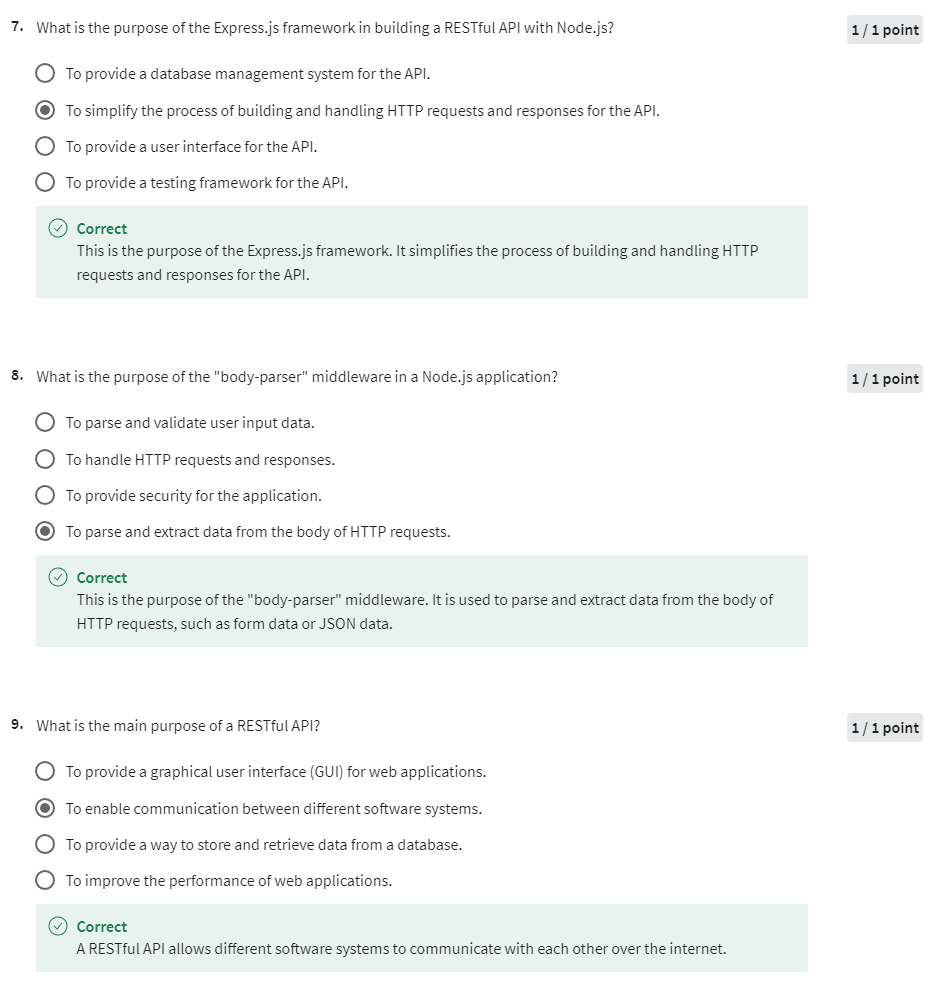 7. What is the purpose of the Express.js framework in building a RESTful API with Node.js? 1 / 1 point
To provide a database management system for the API.
To simplify the process of building and handling HTTP requests and responses for the API.
To provide a user interface for the API.
To provide a testing framework for the API.
Correct
This is the purpose of the Express.js framework. It simplifies the process of building and handling HTTP
requests and responses for the API.
8. What is the purpose of the "body-parser" middleware in a Node.js application? 1 / 1 point
To parse and validate user input data.
To handle HTTP requests and responses.
To provide security for the application.
To parse and extract data from the body of HTTP requests.
Correct
This is the purpose of the "body-parser" middleware. It is used to parse and extract data from the body of
HTTP requests, such as form data or JSON data.
9. What is the main purpose of a RESTful API? 1 / 1 point
To provide a graphical user interface (GUI) for web applications.
To enable communication between different software systems.
To provide a way to store and retrieve data from a database.
To improve the performance of web applications.
Correct
A RESTful API allows different software systems to communicate with each other over the internet.